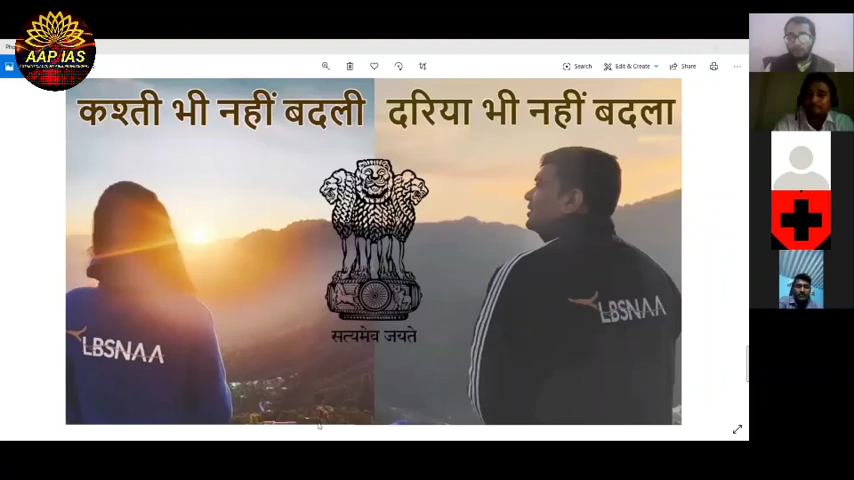 AAP IAS
Search
Edit & Create
Share
कश्ती भी नहीं बदली
दरिया भी नहीं बदला
सत्यमेव जयते
LBSNAA
LBSNAA